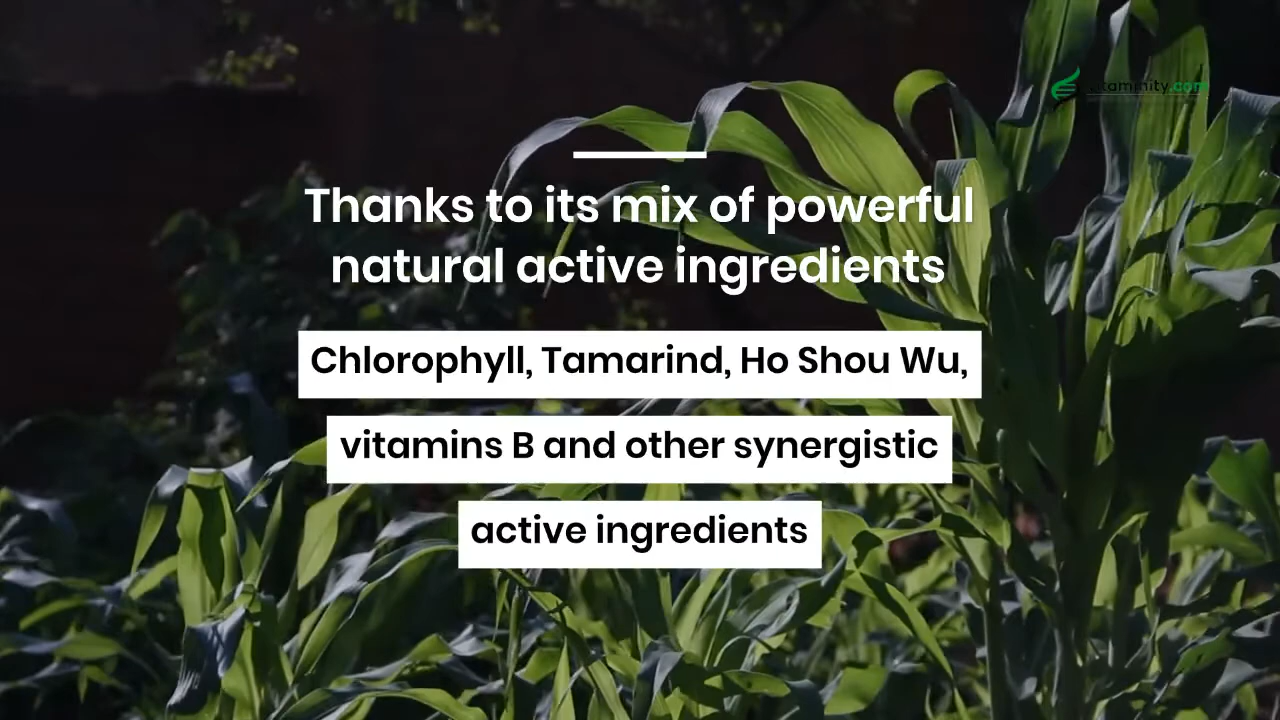 Thanks to its mix of powerful
natural active ingredients
Chlorophyll, Tamarind, Ho Shou Wu,
vitamins B and other synergistic
active ingredients